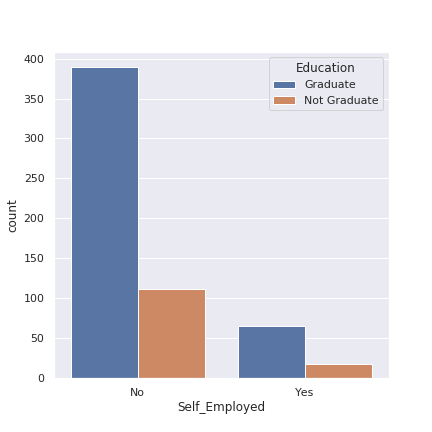 400
350
300
250
200
150
100
50
0
count
Education
Graduate
Not Graduate
No Yes
Self_Employed